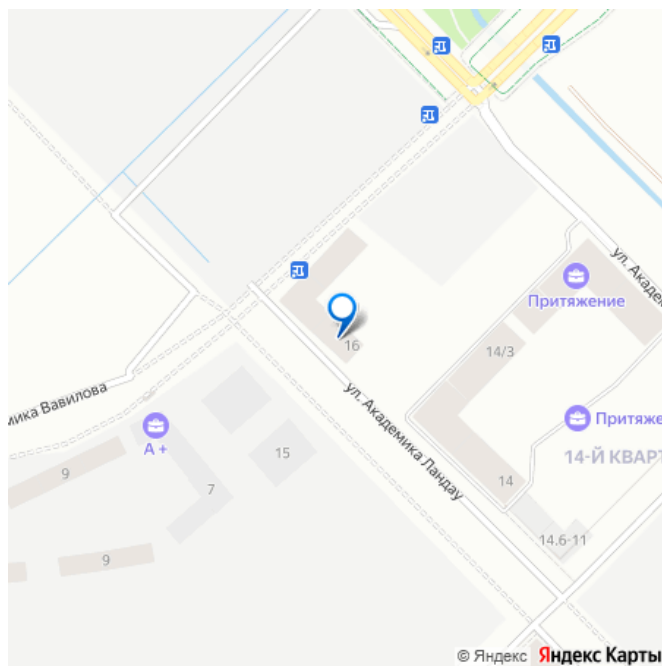 ул. Академ
Притяжение
16
14/3
ул. Академика Ландау
мика Вавилова
А +
Притяже
15
14-Й КВАРТ
9
7
14
14.6-11
9
© Яндекс Яндекс Карты